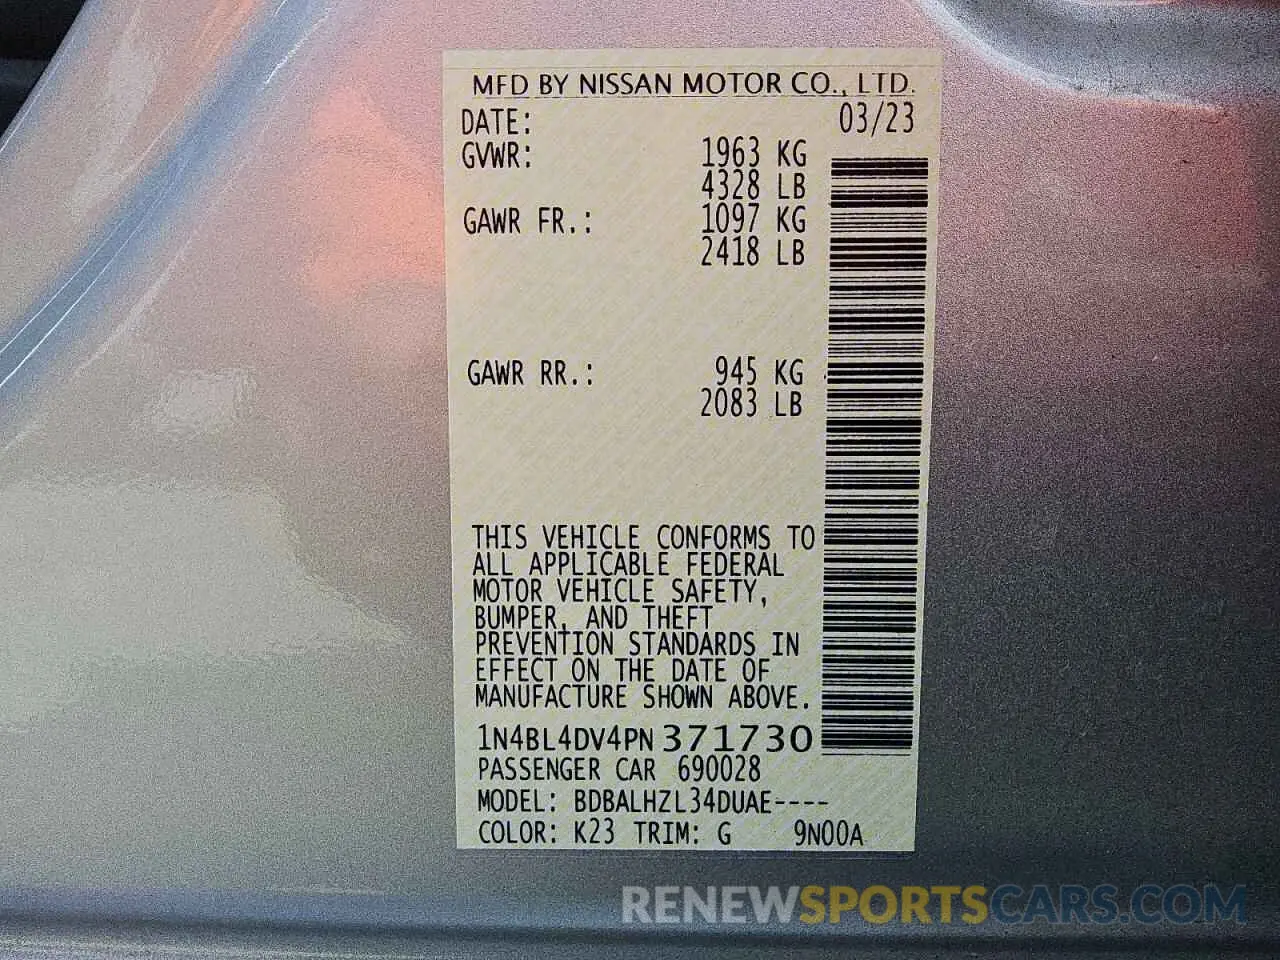 MFD BY NISSAN MOTOR CO., LTD.
DATE: 03/23
GVWR: 1963 KG
4328 LB
GAWR FR.: 1097 KG
2418 LB
GAWR RR.: 945 KG
2083 LB
THIS VEHICLE CONFORMS TO
ALL APPLICABLE FEDERAL
MOTOR VEHICLE SAFETY,
BUMPER, AND THEFT
PREVENTION STANDARDS IN
EFFECT ON THE DATE OF
MANUFACTURE SHOWN ABOVE.
1N4BL4DV4PN371730
PASSENGER CAR 690028
MODEL: BDBALHZL34DUAE----
COLOR: K23 TRIM: G 9N00A
RENEWSPORTSCARS.COM